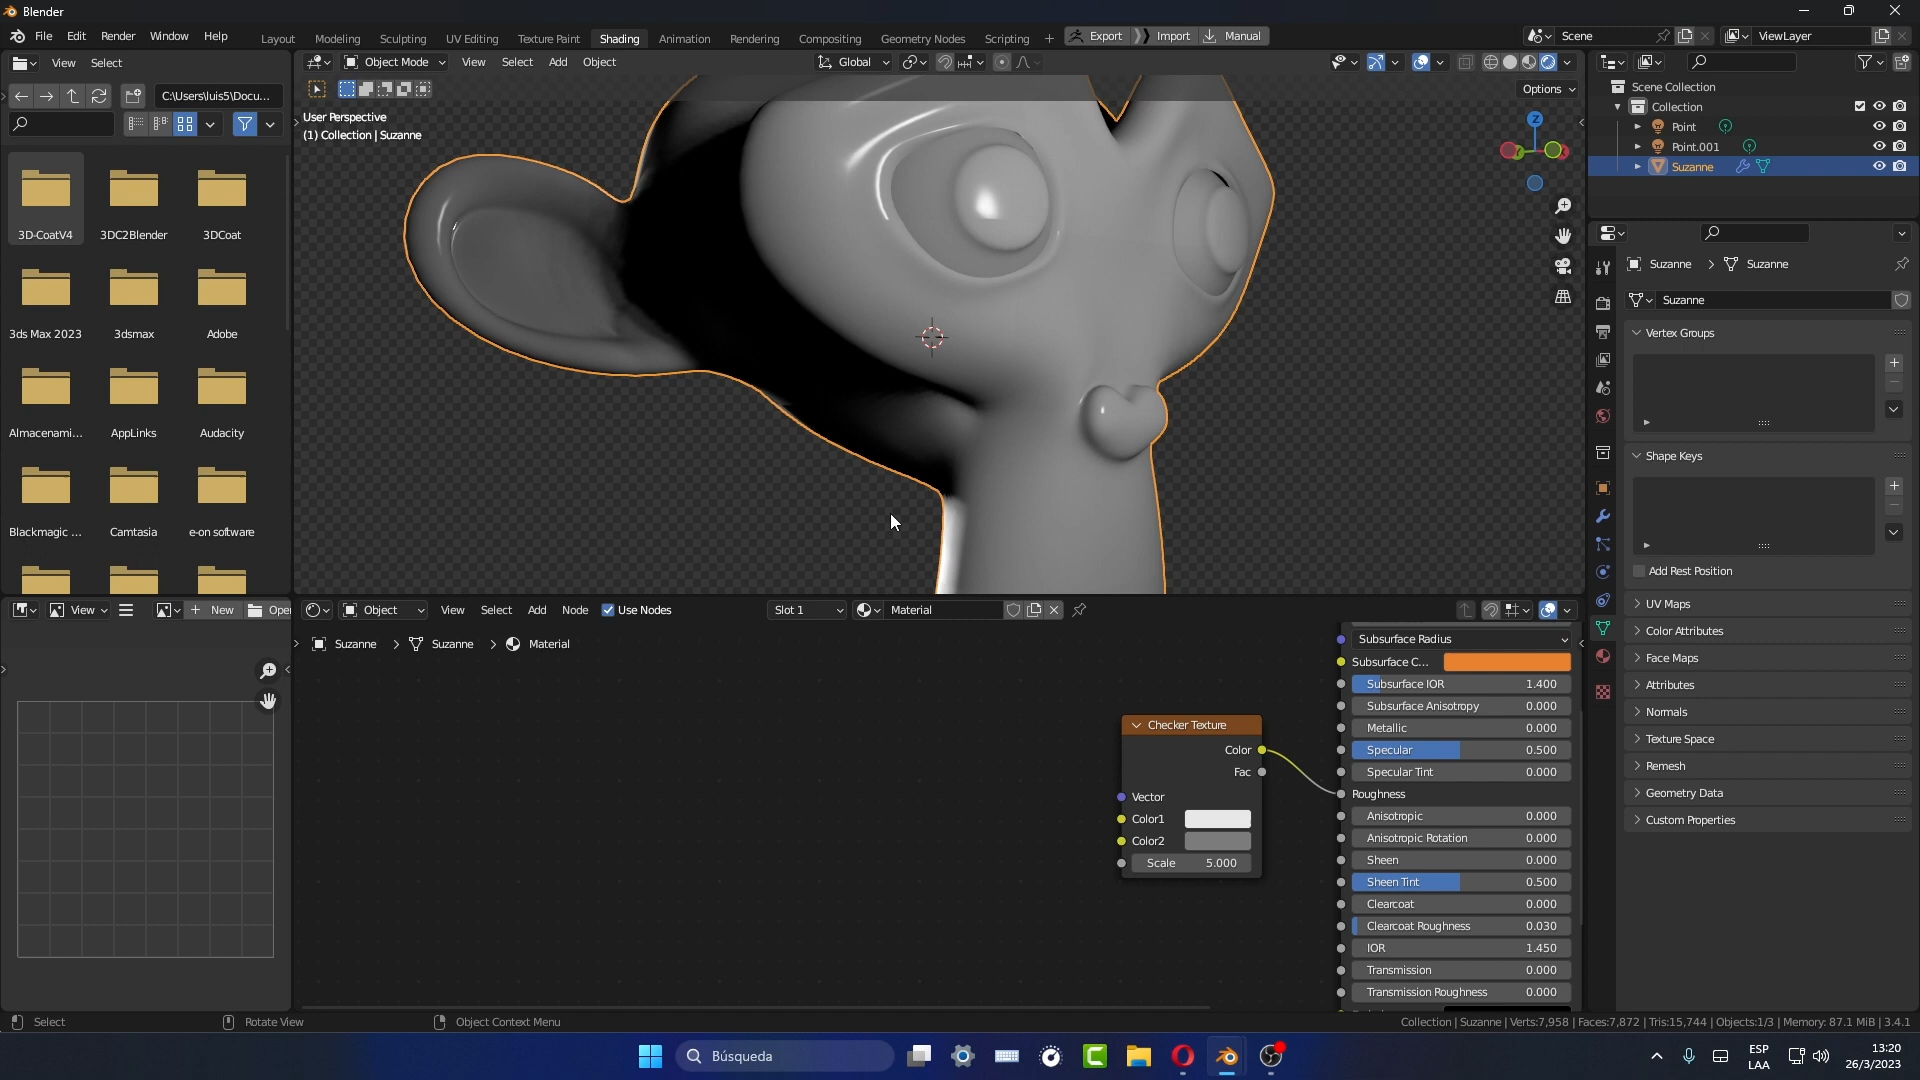 Blender
File Edit Render Window Help
Layout Modeling Sculpting UV Editing Texture Paint Shading Animation Rendering Compositing Geometry Nodes Scripting + Export Import Manual
Scene
ViewLayer
View Select
Object Mode View Select Add Object
Global
C:\Users\luis5\Docu...
Options
User Perspective
(1) Collection | Suzanne
Z
3D-CoatV4 3DC2Blender 3DCoat
3ds Max 2023 3dsmax Adobe
Almacenami... AppLinks Audacity
Blackmagic ... Camtasia e-on software
Scene Collection
Collection
Point
Point.001
Suzanne
Suzanne > Suzanne
Suzanne
Vertex Groups
Shape Keys
Add Rest Position
UV Maps
Color Attributes
Face Maps
Attributes
Normals
Texture Space
Remesh
Geometry Data
Custom Properties
View
New
Open
Object View Select Add Node Use Nodes
Slot 1
Material
Suzanne > Suzanne > Material
Checker Texture
Color
Fac
Vector
Color1
Color2
Scale 5.000
Subsurface Radius
Subsurface C...
Subsurface IOR 1.400
Subsurface Anisotropy 0.000
Metallic 0.000
Specular 0.500
Specular Tint 0.000
Roughness
Anisotropic 0.000
Anisotropic Rotation 0.000
Sheen 0.000
Sheen Tint 0.500
Clearcoat 0.000
Clearcoat Roughness 0.030
IOR 1.450
Transmission 0.000
Transmission Roughness 0.000
Select
Rotate View
Object Context Menu
Collection | Suzanne | Verts:7,958 | Faces:7,872 | Tris:15,744 | Objects:1/3 | Memory: 87.1 MiB | 3.4.1
Búsqueda
ESP
LAA
13:20
26/3/2023